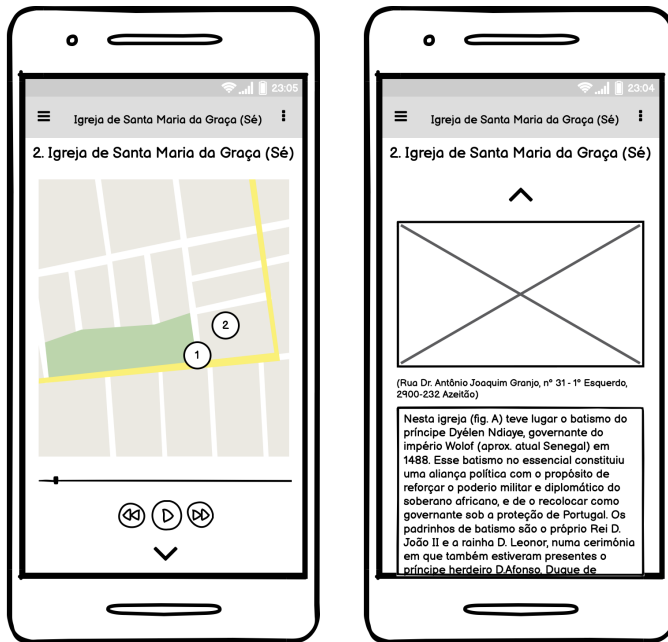 23:05
Igreja de Santa Maria da Graça (Sé)
2. Igreja de Santa Maria da Graça (Sé)
2
1
23:04
Igreja de Santa Maria da Graça (Sé)
2. Igreja de Santa Maria da Graça (Sé)
(Rua Dr. Antônio Joaquim Granjo, nº 31 - 1º Esquerdo,
2900-232 Azeitão)
Nesta igreja (fig. A) teve lugar o batismo do
príncipe Dyélen Ndiaye, governante do
império Wolof (aprox. atual Senegal) em
1488. Esse batismo no essencial constituiu
uma aliança política com o propósito de
reforçar o poderio militar e diplomático do
soberano africano, e de o recolocar como
governante sob a proteção de Portugal. Os
padrinhos de batismo são o próprio Rei D.
João II e a rainha D. Leonor, numa cerimônia
em que também estiveram presentes o
príncipe herdeiro D.Afonso, Duque de